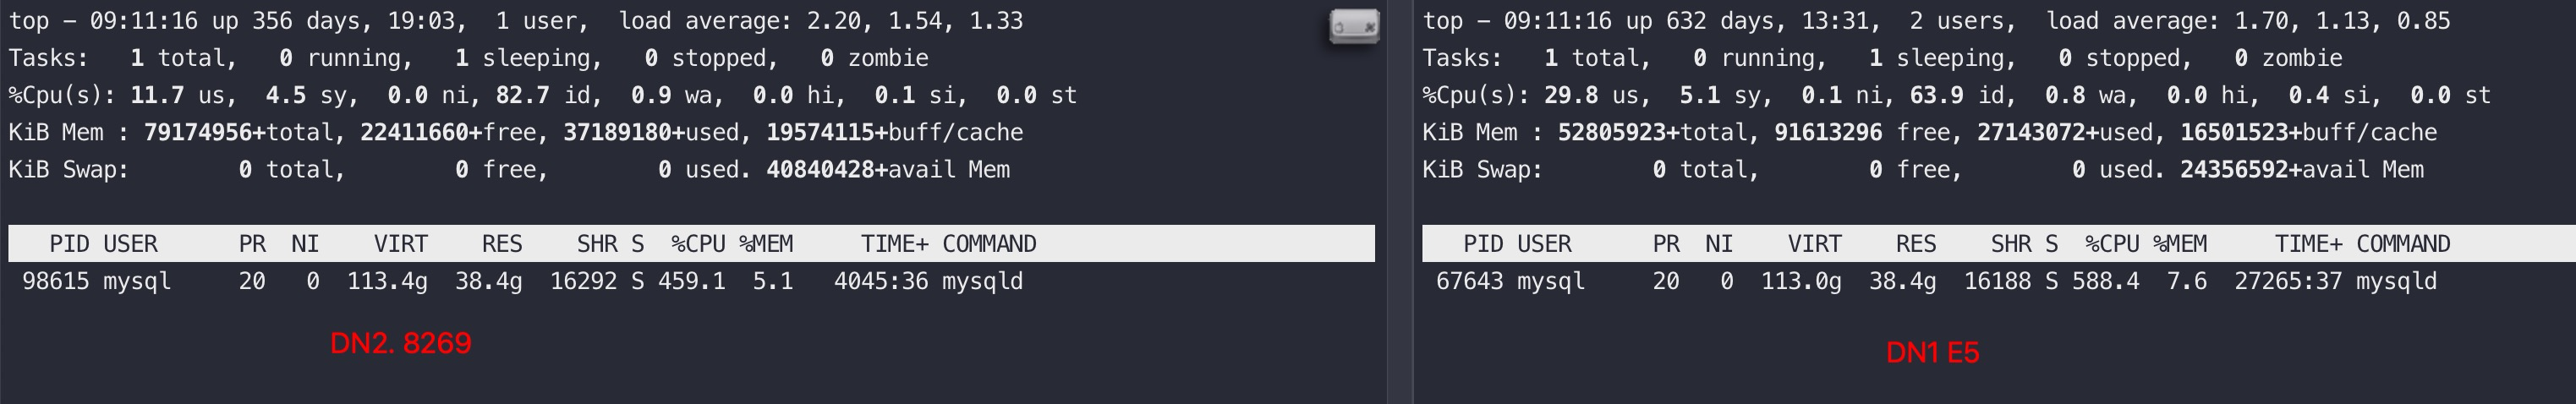 top – 09:11:16 up 356 days, 19:03,  1 user,  load average: 2.20, 1.54, 1.33
Tasks:   1 total,   0 running,   1 sleeping,   0 stopped,   0 zombie
%Cpu(s): 11.7 us,  4.5 sy,  0.0 ni, 82.7 id,  0.9 wa,  0.0 hi,  0.1 si,  0.0 st
KiB Mem : 79174956+total, 22411660+free, 37189180+used, 19574115+buff/cache
KiB Swap:        0 total,        0 free,        0 used. 40840428+avail Mem
PID USER      PR  NI    VIRT    RES    SHR S  %CPU %MEM     TIME+ COMMAND
98615 mysql     20   0  113.4g  38.4g  16292 S 459.1  5.1   4045:36 mysqld
DN2. 8269
top – 09:11:16 up 632 days, 13:31,  2 users,  load average: 1.70, 1.13, 0.85
Tasks:   1 total,   0 running,   1 sleeping,   0 stopped,   0 zombie
%Cpu(s): 29.8 us,  5.1 sy,  0.1 ni, 63.9 id,  0.8 wa,  0.0 hi,  0.4 si,  0.0 st
KiB Mem : 52805923+total, 91613296 free, 27143072+used, 16501523+buff/cache
KiB Swap:        0 total,        0 free,        0 used. 24356592+avail Mem
PID USER      PR  NI    VIRT    RES    SHR S  %CPU %MEM     TIME+ COMMAND
67643 mysql     20   0  113.0g  38.4g  16188 S 588.4  7.6  27265:37 mysqld
DN1 E5